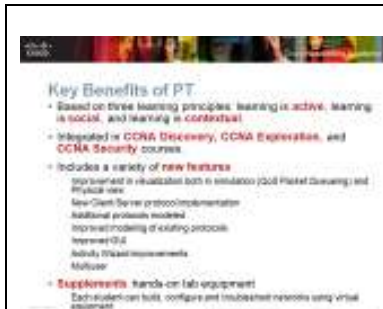 Key Benefits of PT
Based on three learning principles: learning is active, learning
is social, and learning is contextual.
Integrated in CCNA Discovery, CCNA Exploration, and
CCNA Security courses.
Includes a variety of new features
Improvement in visualization both in simulation (QoS Packet Queueing) and
Physical view
New Client-Server protocol implementation
Additional protocols modeled
Improved modeling of existing protocols
Improved GUI
Activity Wizard improvements
Multiuser
Supplements hands-on lab equipment
Each student can build, configure and troubleshoot networks using virtual
equipment